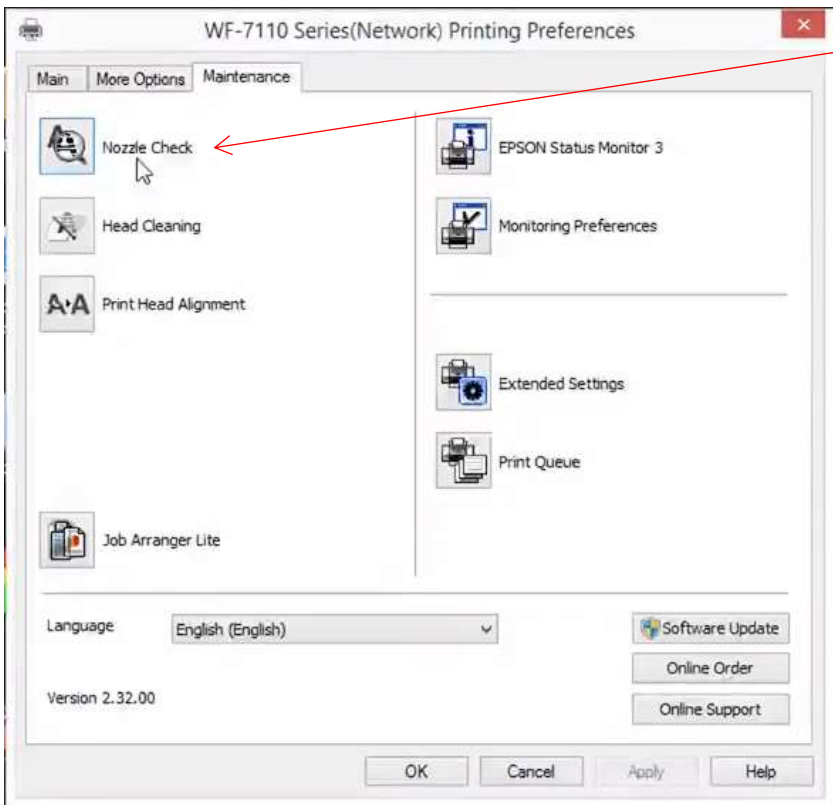 WF-7110 Series(Network) Printing Preferences
Main
More Options
Maintenance
Nozzle Check
Head Cleaning
A·A Print Head Alignment
Job Arranger Lite
EPSON Status Monitor 3
Monitoring Preferences
Extended Settings
Print Queue
Language
English (English)
Version 2.32.00
Software Update
Online Order
Online Support
OK
Cancel
Apply
Help